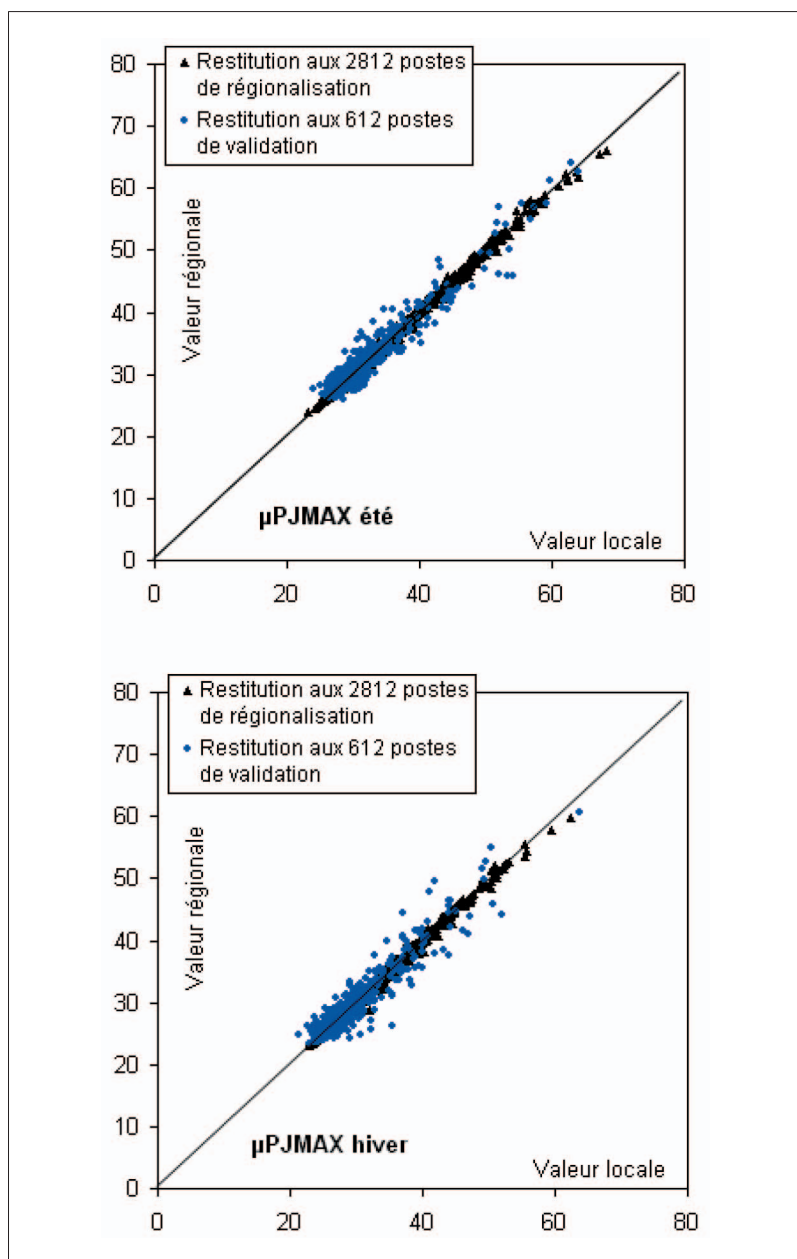 80
70
60
50
40
30
20
10
0
Restitution aux 2812 postes
de régionalisation
Restitution aux 612 postes
de validation
Valeur régionale
µPJMAX été
Valeur locale
0
20
40
60
80
80
70
60
50
40
30
20
10
0
Restitution aux 2812 postes
de régionalisation
Restitution aux 612 postes
de validation
Valeur régionale
µPJMAX hiver
Valeur locale
0
20
40
60
80